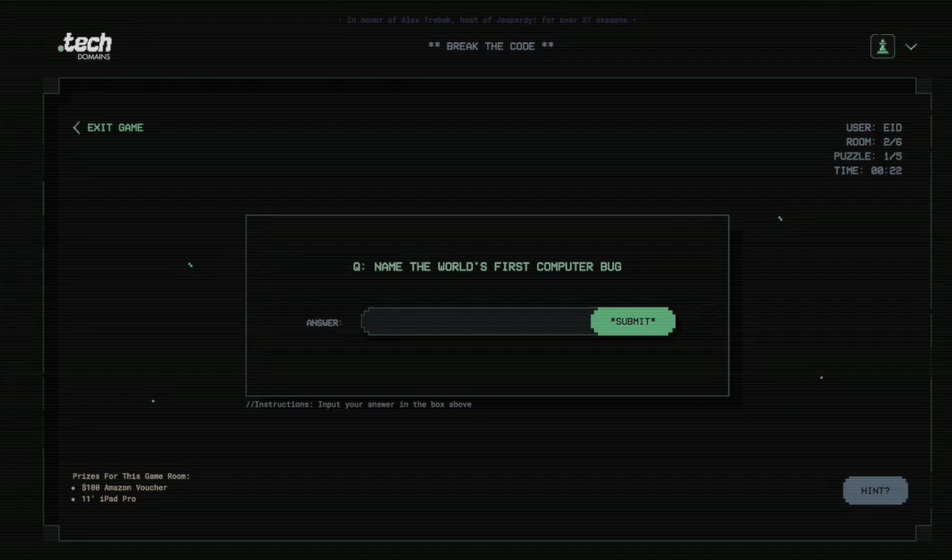 • In honor of Alex Trebek, host of Jeopardy! for over 37 seasons •
.tech
DOMAINS
** BREAK THE CODE **
EXIT GAME
USER: EID
ROOM: 2/6
PUZZLE: 1/5
TIME: 00:22
Q: NAME THE WORLD'S FIRST COMPUTER BUG
ANSWER:
*SUBMIT*
//Instructions: Input your answer in the box above
Prizes For This Game Room:
• $100 Amazon Voucher
• 11' iPad Pro
HINT?